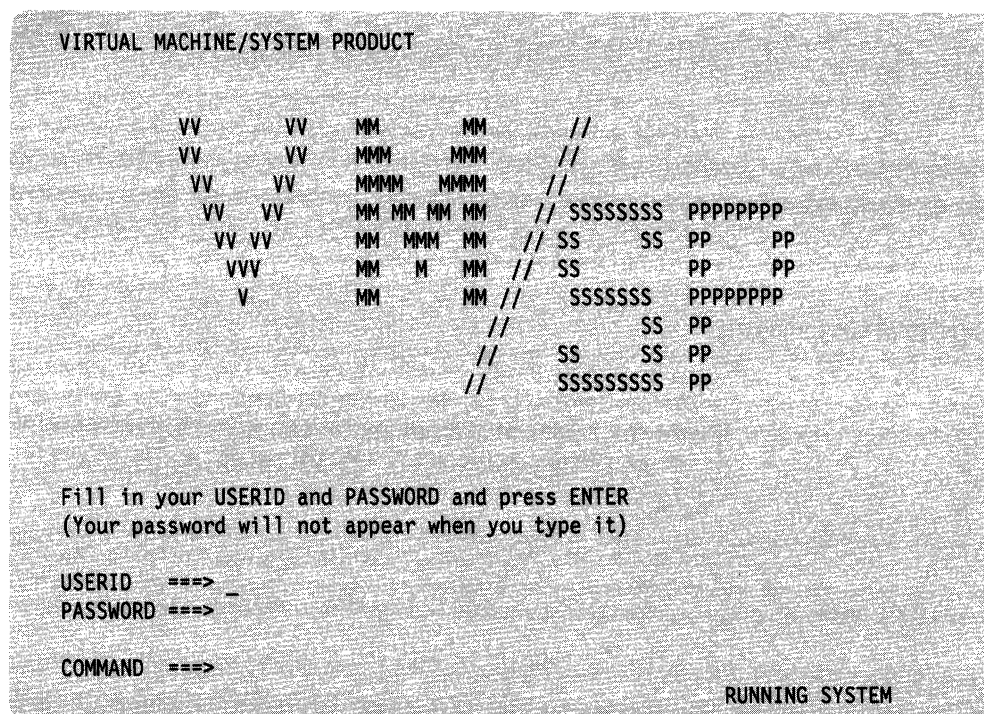 VIRTUAL MACHINE/SYSTEM PRODUCT
VV       VV    MM       MM       //
VV       VV    MMM     MMM      //
 VV     VV     MMMM   MMMM     //
  VV   VV      MM MM MM MM    // SSSSSSSS  PPPPPPPP
   VV VV       MM  MMM  MM   // SS     SS  PP     PP
    VVV        MM   M   MM  // SS          PP     PP
     V         MM       MM //   SSSSSSS   PPPPPPPP
                          //         SS  PP
                         //    SS     SS  PP
                        //     SSSSSSSSS  PP
Fill in your USERID and PASSWORD and press ENTER
(Your password will not appear when you type it)
USERID   ===> _
PASSWORD ===>
COMMAND  ===>
RUNNING SYSTEM